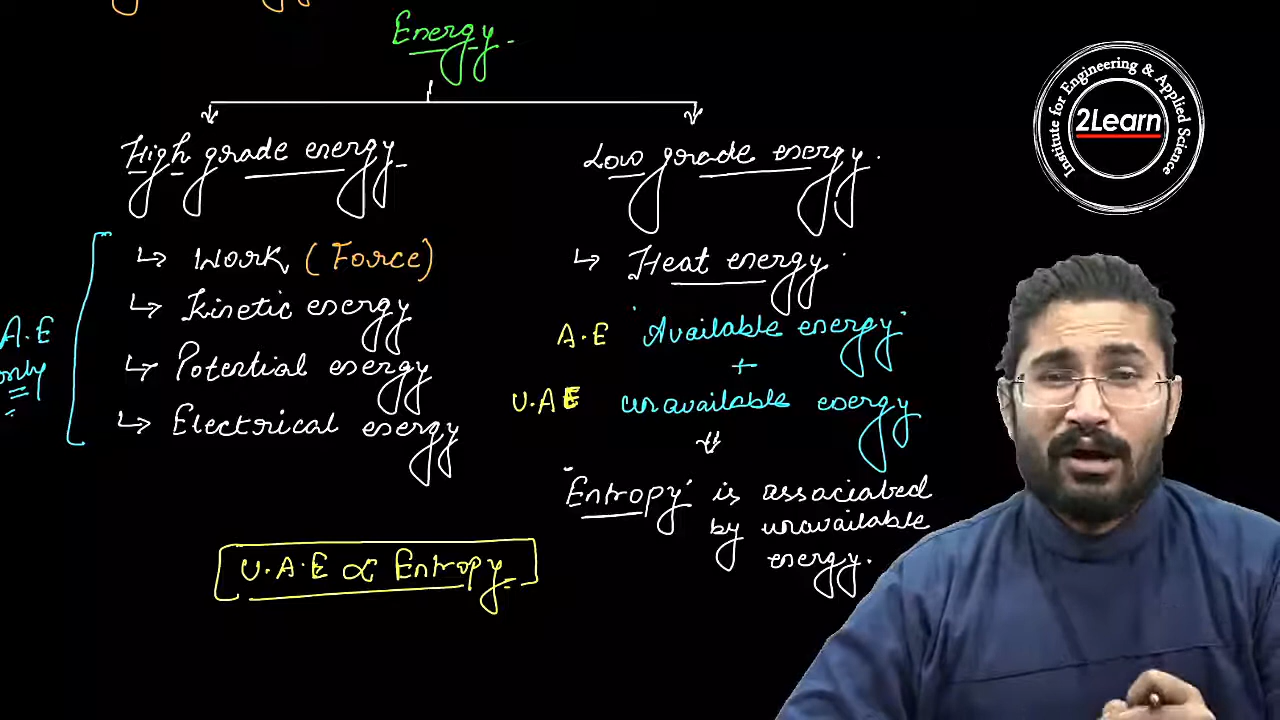 Energy.
High grade energy
Low grade energy.
↳ Work (Force)
↳ Kinetic energy
↳ Potential energy
↳ Electrical energy
A.E
only
↳ Heat energy
A.E "Available energy"
+
U.AE unavailable energy
⇓
"Entropy" is associated
by unavailable
energy.
U.A.E ∝ Entropy
Institute for Engineering & Applied Science
2Learn